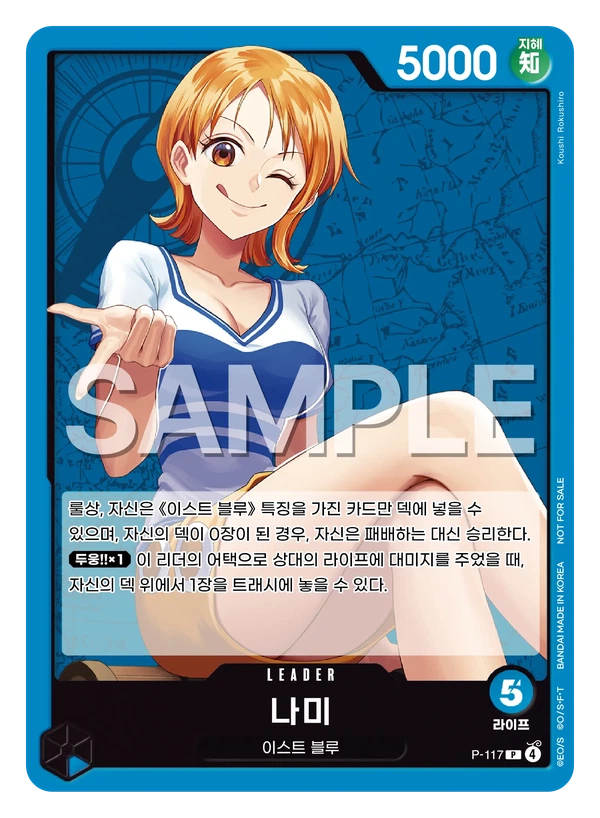 5000
지혜
知
Koushi Rokushiro
SAMPLE
룰상, 자신은 《이스트 블루》 특징을 가진 카드만 덱에 넣을 수
있으며, 자신의 덱이 0장이 된 경우, 자신은 패배하는 대신 승리한다.
두웅!!×1 이 리더의 어택으로 상대의 라이프에 대미지를 주었을 때,
자신의 덱 위에서 1장을 트래시에 놓을 수 있다.
LEADER
나미
이스트 블루
5
라이프
P-117 P 4
©EO/S ©O/S·F·T BANDAI MADE IN KOREA NOT FOR SALE